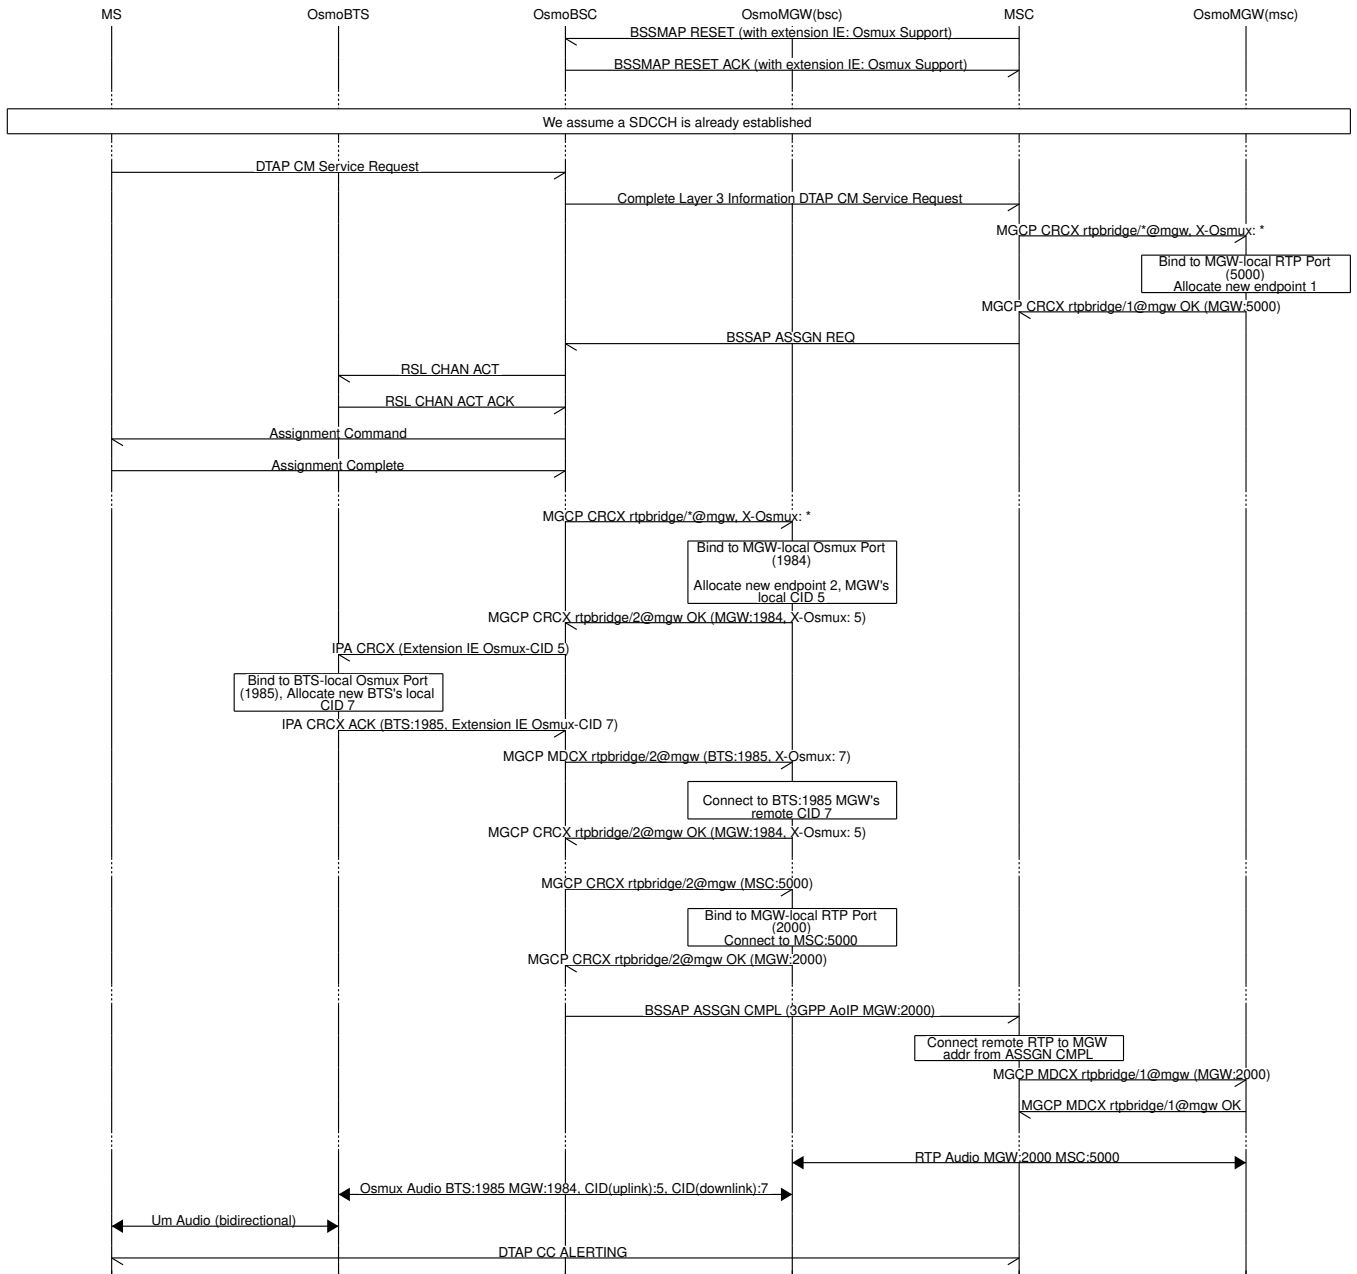 MS OsmoBTS OsmoBSC OsmoMGW(bsc) MSC OsmoMGW(msc)
BSSMAP RESET (with extension IE: Osmux Support)
BSSMAP RESET ACK (with extension IE: Osmux Support)
We assume a SDCCH is already established
DTAP CM Service Request
Complete Layer 3 Information DTAP CM Service Request
MGCP CRCX rtpbridge/*@mgw, X-Osmux: *
Bind to MGW-local RTP Port
(5000)
Allocate new endpoint 1
MGCP CRCX rtpbridge/1@mgw OK (MGW:5000)
BSSAP ASSGN REQ
RSL CHAN ACT
RSL CHAN ACT ACK
Assignment Command
Assignment Complete
MGCP CRCX rtpbridge/*@mgw, X-Osmux: *
Bind to MGW-local Osmux Port
(1984)
Allocate new endpoint 2, MGW's
local CID 5
MGCP CRCX rtpbridge/2@mgw OK (MGW:1984, X-Osmux: 5)
IPA CRCX (Extension IE Osmux-CID 5)
Bind to BTS-local Osmux Port
(1985), Allocate new BTS's local
CID 7
IPA CRCX ACK (BTS:1985, Extension IE Osmux-CID 7)
MGCP MDCX rtpbridge/2@mgw (BTS:1985, X-Osmux: 7)
Connect to BTS:1985 MGW's
remote CID 7
MGCP CRCX rtpbridge/2@mgw OK (MGW:1984, X-Osmux: 5)
MGCP CRCX rtpbridge/2@mgw (MSC:5000)
Bind to MGW-local RTP Port
(2000)
Connect to MSC:5000
MGCP CRCX rtpbridge/2@mgw OK (MGW:2000)
BSSAP ASSGN CMPL (3GPP AoIP MGW:2000)
Connect remote RTP to MGW
addr from ASSGN CMPL
MGCP MDCX rtpbridge/1@mgw (MGW:2000)
MGCP MDCX rtpbridge/1@mgw OK
RTP Audio MGW:2000 MSC:5000
Osmux Audio BTS:1985 MGW:1984, CID(uplink):5, CID(downlink):7
Um Audio (bidirectional)
DTAP CC ALERTING